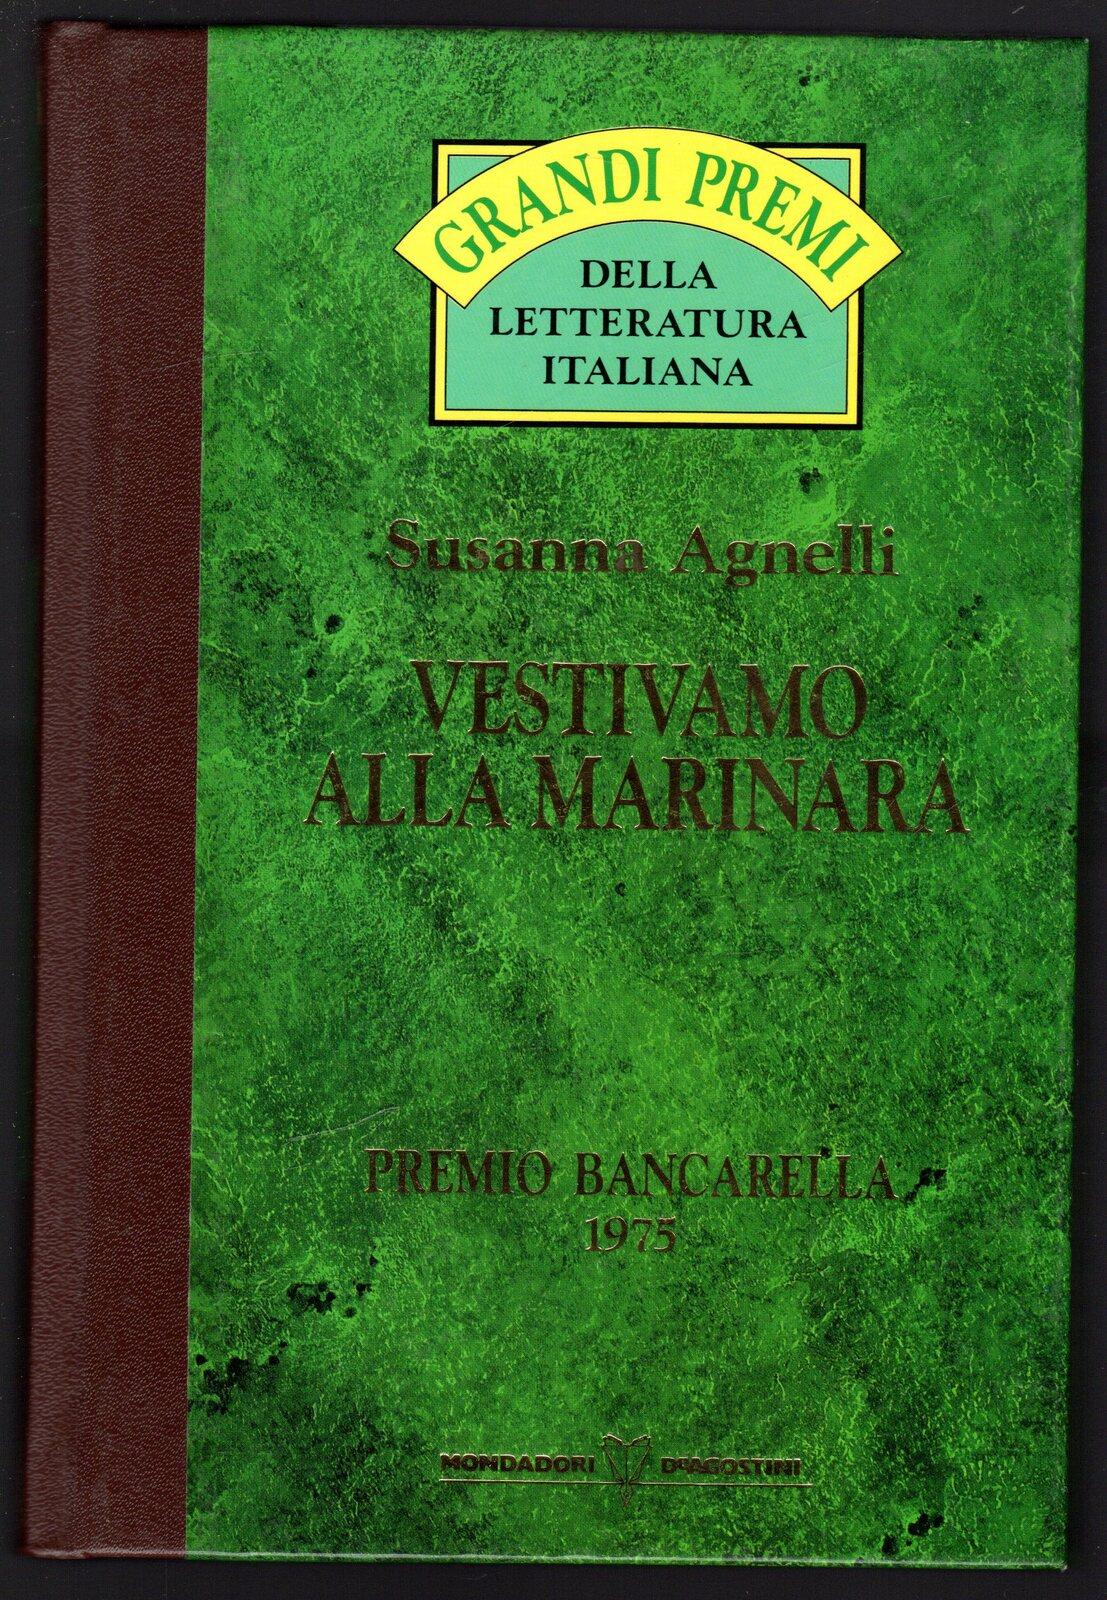 GRANDI PREMI
DELLA
LETTERATURA
ITALIANA
Susanna Agnelli
VESTIVAMO
ALLA MARINARA
PREMIO BANCARELLA
1975
MONDADORI DEAGOSTINI